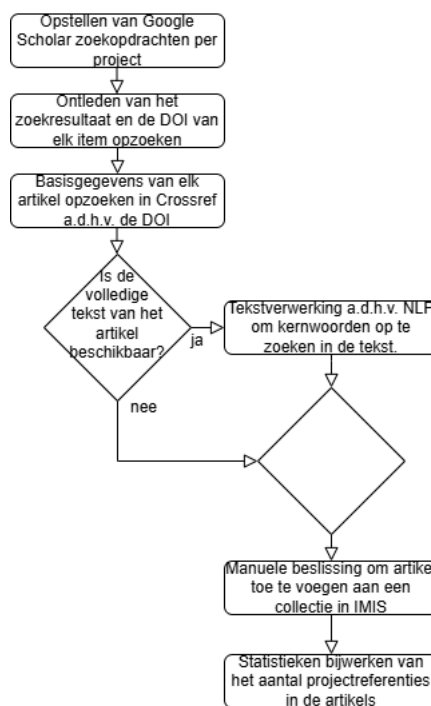 Opstellen van Google
Scholar zoekopdrachten per
project
Ontleden van het
zoekresultaat en de DOI van
elk item opzoeken
Basisgegevens van elk
artikel opzoeken in Crossref
a.d.h.v. de DOI
Is de
volledige
tekst van het
artikel
beschikbaar?
ja
Tekstverwerking a.d.h.v. NLP
om kernwoorden op te
zoeken in de tekst.
nee
Manuele beslissing om artikel
toe te voegen aan een
collectie in IMIS
Statistieken bijwerken van
het aantal projectreferenties
in de artikels